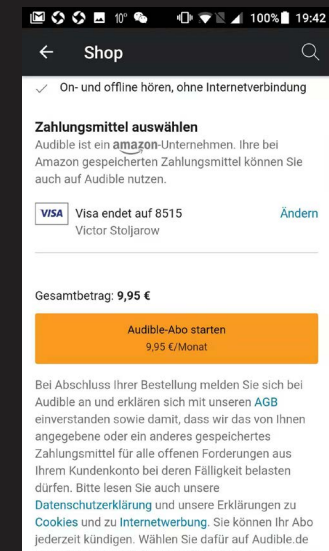 10° 100% 19:42
Shop
On- und offline hören, ohne Internetverbindung
Zahlungsmittel auswählen
Audible ist ein amazon-Unternehmen. Ihre bei
Amazon gespeicherten Zahlungsmittel können Sie
auch auf Audible nutzen.
VISA Visa endet auf 8515 Ändern
Victor Stoljarow
Gesamtbetrag: 9,95 €
Audible-Abo starten
9,95 €/Monat
Bei Abschluss Ihrer Bestellung melden Sie sich bei
Audible an und erklären sich mit unseren AGB
einverstanden sowie damit, dass wir das von Ihnen
angegebene oder ein anderes gespeichertes
Zahlungsmittel für alle offenen Forderungen aus
Ihrem Kundenkonto bei deren Fälligkeit belasten
dürfen. Bitte lesen Sie auch unsere
Datenschutzerklärung und unsere Erklärungen zu
Cookies und zu Internetwerbung. Sie können Ihr Abo
jederzeit kündigen. Wählen Sie dafür auf Audible.de